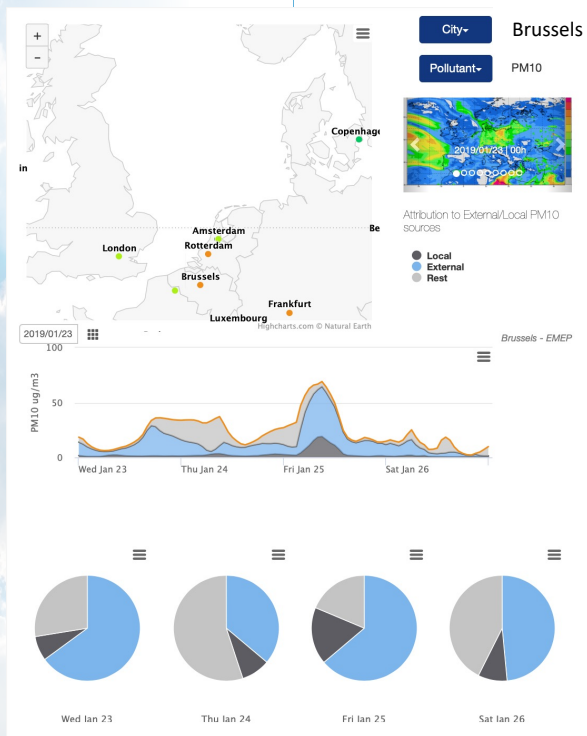 City
Brussels
+
-
Pollutant
PM10
Copenhage
2019/01/23 | 00h
in
Attribution to External/Local PM10
sources
Amsterdam
Be
Rotterdam
London
Local
External
Brussels
Rest
Frankfurt
Luxembourg
Highcharts.com © Natural Earth
2019/01/23
Brussels - EMEP
100
50
0
PM10 ug/m3
Wed Jan 23
Thu Jan 24
Fri Jan 25
Sat Jan 26
Wed Jan 23
Thu Jan 24
Fri Jan 25
Sat Jan 26